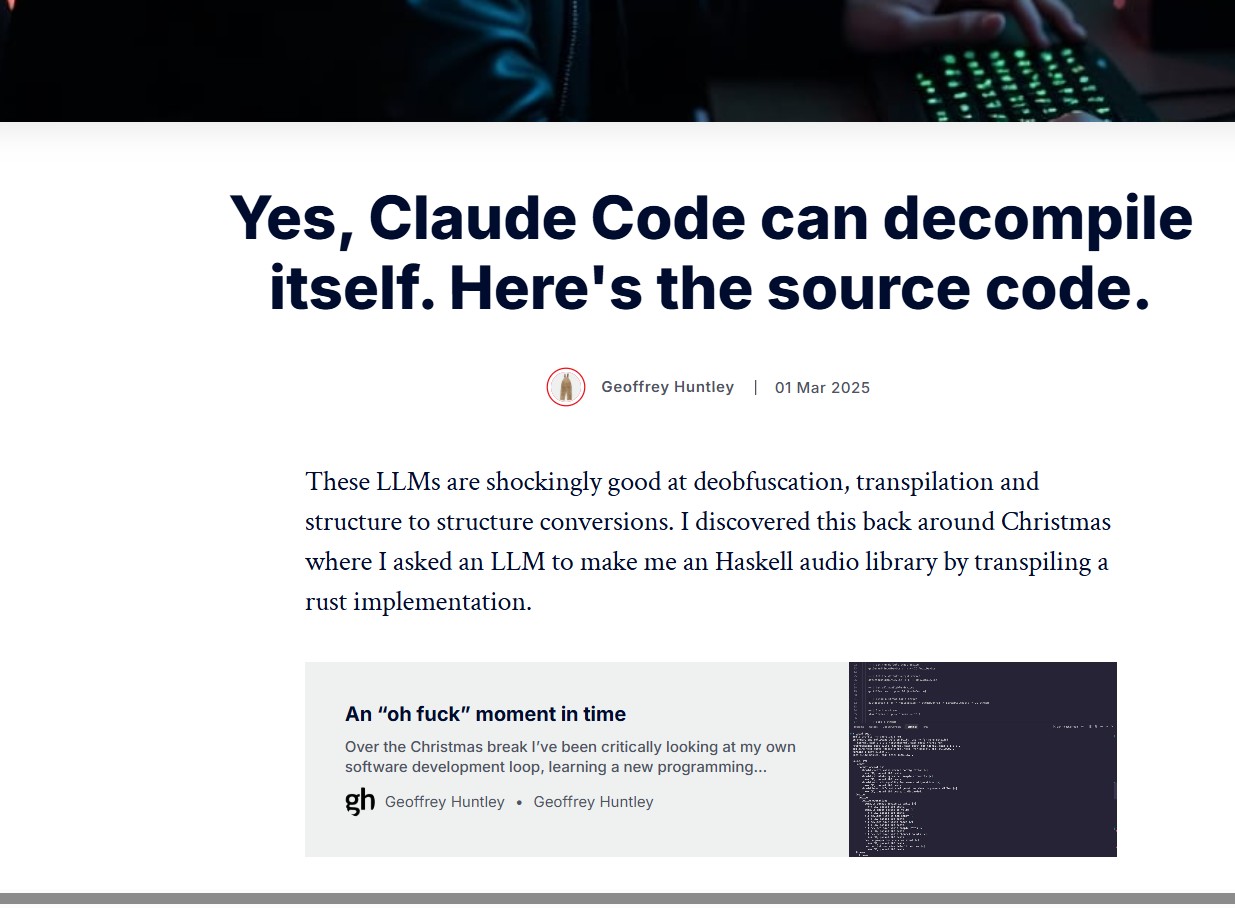 Yes, Claude Code can decompile
itself. Here's the source code.
Geoffrey Huntley | 01 Mar 2025
These LLMs are shockingly good at deobfuscation, transpilation and
structure to structure conversions. I discovered this back around Christmas
where I asked an LLM to make me an Haskell audio library by transpiling a
rust implementation.
An “oh fuck” moment in time
Over the Christmas break I’ve been critically looking at my own
software development loop, learning a new programming…
gh Geoffrey Huntley • Geoffrey Huntley